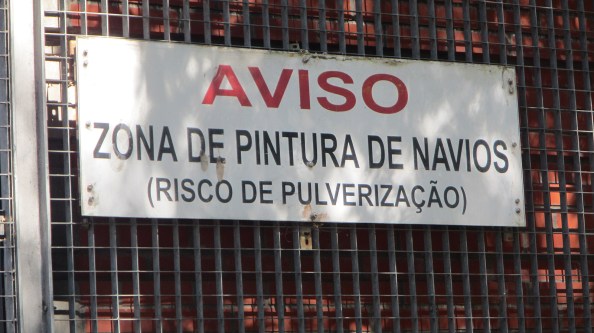 AVISO
ZONA DE PINTURA DE NAVIOS
(RISCO DE PULVERIZAÇÃO)